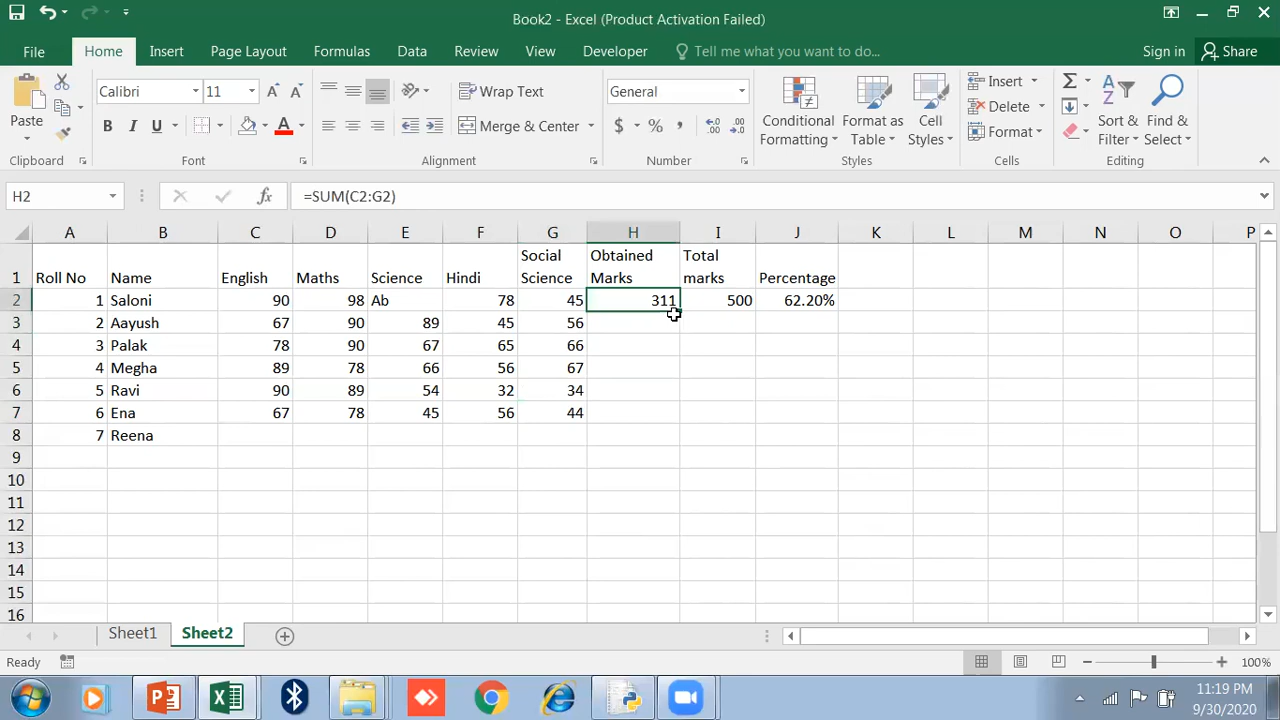 Book2 - Excel (Product Activation Failed)
File Home Insert Page Layout Formulas Data Review View Developer Tell me what you want to do... Sign in Share
Paste
Clipboard
Calibri 11
B I U A
Font
Wrap Text
Merge & Center
Alignment
General
$ % ,
Number
Conditional Formatting
Format as Table
Cell Styles
Styles
Insert
Delete
Format
Cells
Sort & Filter
Find & Select
Editing
H2 fx =SUM(C2:G2)
A B C D E F G H I J K L M N O P
1 Roll No Name English Maths Science Hindi Social Science Obtained Marks Total marks Percentage
2 1 Saloni 90 98 Ab 78 45 311 500 62.20%
3 2 Aayush 67 90 89 45 56
4 3 Palak 78 90 67 65 66
5 4 Megha 89 78 66 56 67
6 5 Ravi 90 89 54 32 34
7 6 Ena 67 78 45 56 44
8 7 Reena
9
10
11
12
13
14
15
16
Sheet1 Sheet2
Ready 100%
11:19 PM
9/30/2020